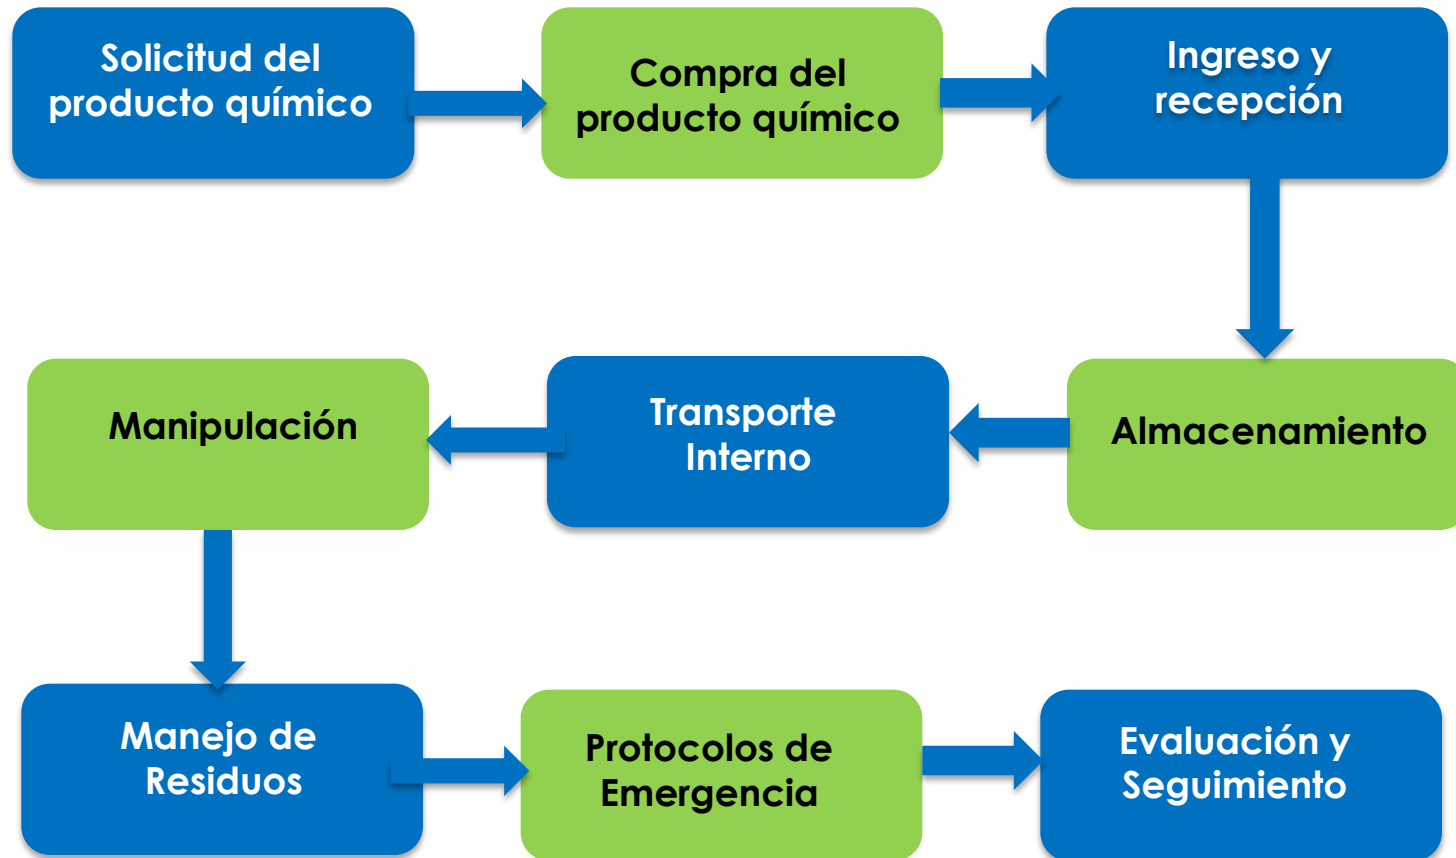 Solicitud del
producto químico
Compra del
producto químico
Ingreso y
recepción
Almacenamiento
Transporte
Interno
Manipulación
Manejo de
Residuos
Protocolos de
Emergencia
Evaluación y
Seguimiento